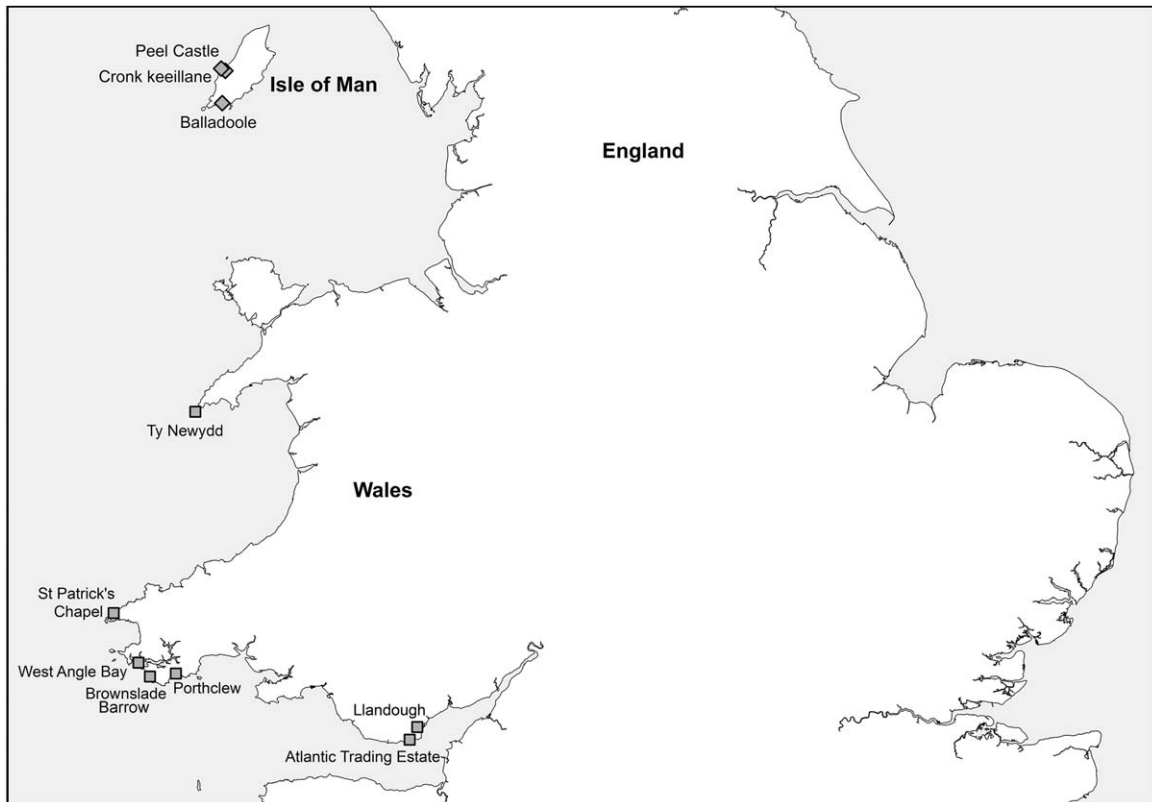 Peel Castle
Cronk keeillane
Isle of Man
Balladoole
England
Ty Newydd
Wales
St Patrick's
Chapel
West Angle Bay
Brownslade
Barrow
Porthclew
Llandough
Atlantic Trading Estate